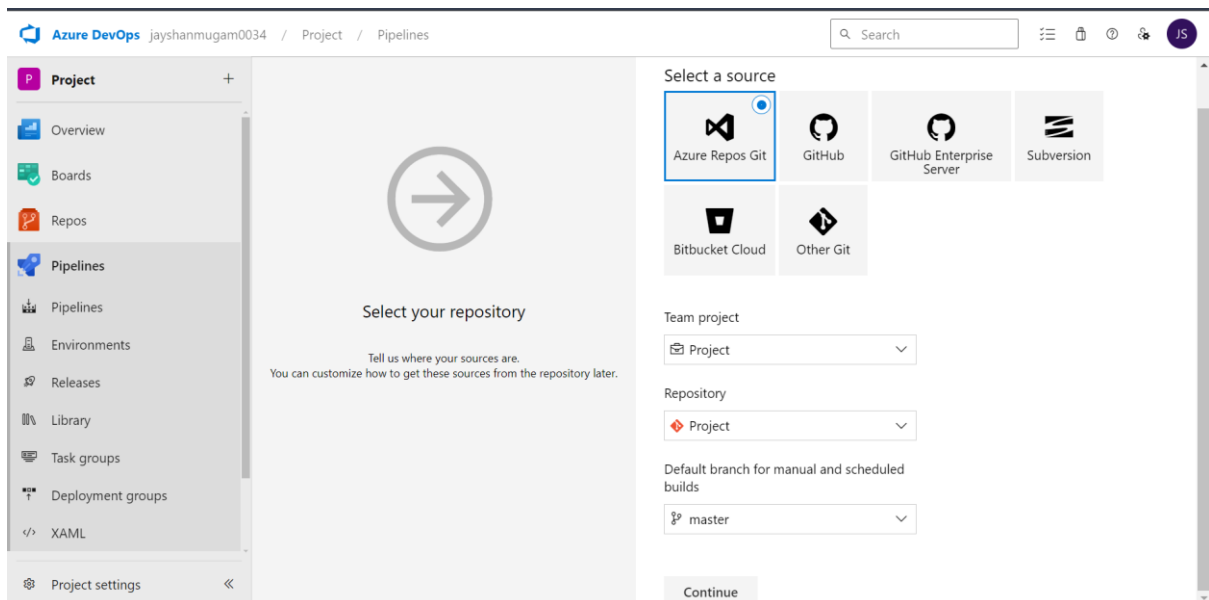 Azure DevOps jayshanmugam0034 / Project / Pipelines
Search
JS
P Project +
Overview
Boards
Repos
Pipelines
Pipelines
Environments
Releases
Library
Task groups
Deployment groups
XAML
Project settings
Select your repository
Tell us where your sources are.
You can customize how to get these sources from the repository later.
Select a source
Azure Repos Git
GitHub
GitHub Enterprise
Server
Subversion
Bitbucket Cloud
Other Git
Team project
Project
Repository
Project
Default branch for manual and scheduled
builds
master
Continue